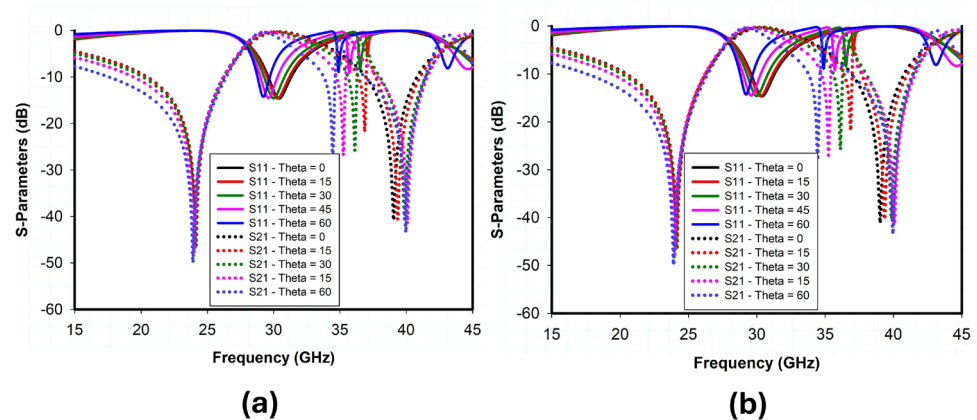 0
-10
-20
-30
-40
-50
-60
S-Parameters (dB)
S11 - Theta = 0
S11 - Theta = 15
S11 - Theta = 30
S11 - Theta = 45
S11 - Theta = 60
S21 - Theta = 0
S21 - Theta = 15
S21 - Theta = 30
S21 - Theta = 15
S21 - Theta = 60
15 20 25 30 35 40 45
Frequency (GHz)
(a)
0
-10
-20
-30
-40
-50
-60
S-Parameters (dB)
S11 - Theta = 0
S11 - Theta = 15
S11 - Theta = 30
S11 - Theta = 45
S11 - Theta = 60
S21 - Theta = 0
S21 - Theta = 15
S21 - Theta = 30
S21 - Theta = 15
S21 - Theta = 60
15 20 25 30 35 40 45
Frequency (GHz)
(b)